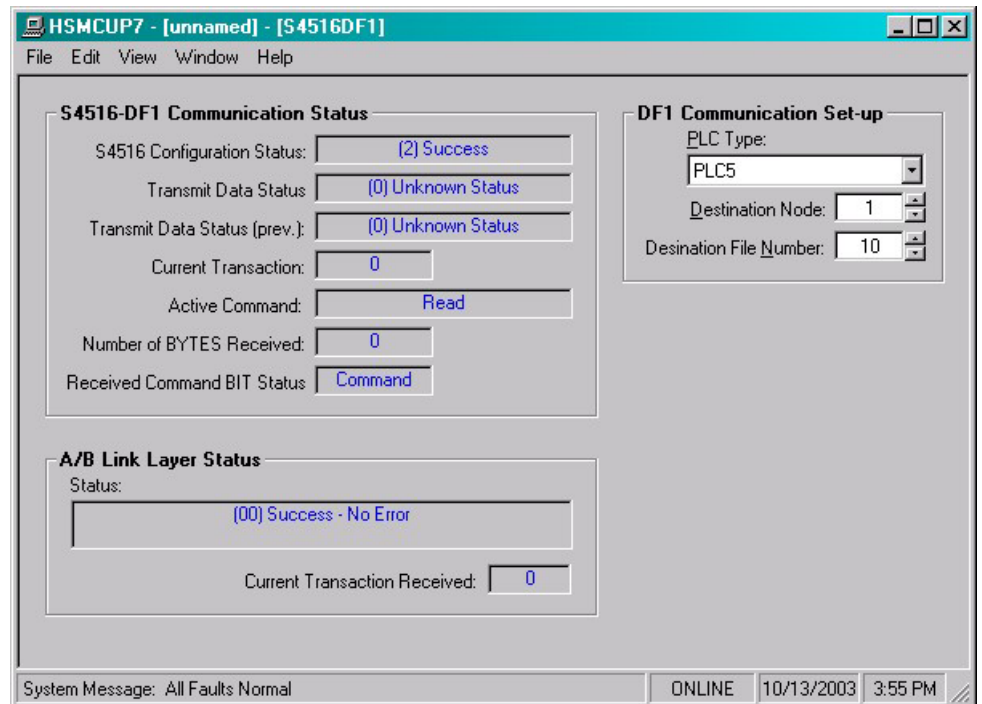 HSMCUP7 - [unnamed] - [S4516DF1]
File Edit View Window Help
S4516-DF1 Communication Status
S4516 Configuration Status: (2) Success
Transmit Data Status (0) Unknown Status
Transmit Data Status (prev.): (0) Unknown Status
Current Transaction: 0
Active Command: Read
Number of BYTES Received: 0
Received Command BIT Status Command
DF1 Communication Set-up
PLC Type:
PLC5
Destination Node: 1
Desination File Number: 10
A/B Link Layer Status
Status:
(00) Success - No Error
Current Transaction Received: 0
System Message: All Faults Normal ONLINE 10/13/2003 3:55 PM